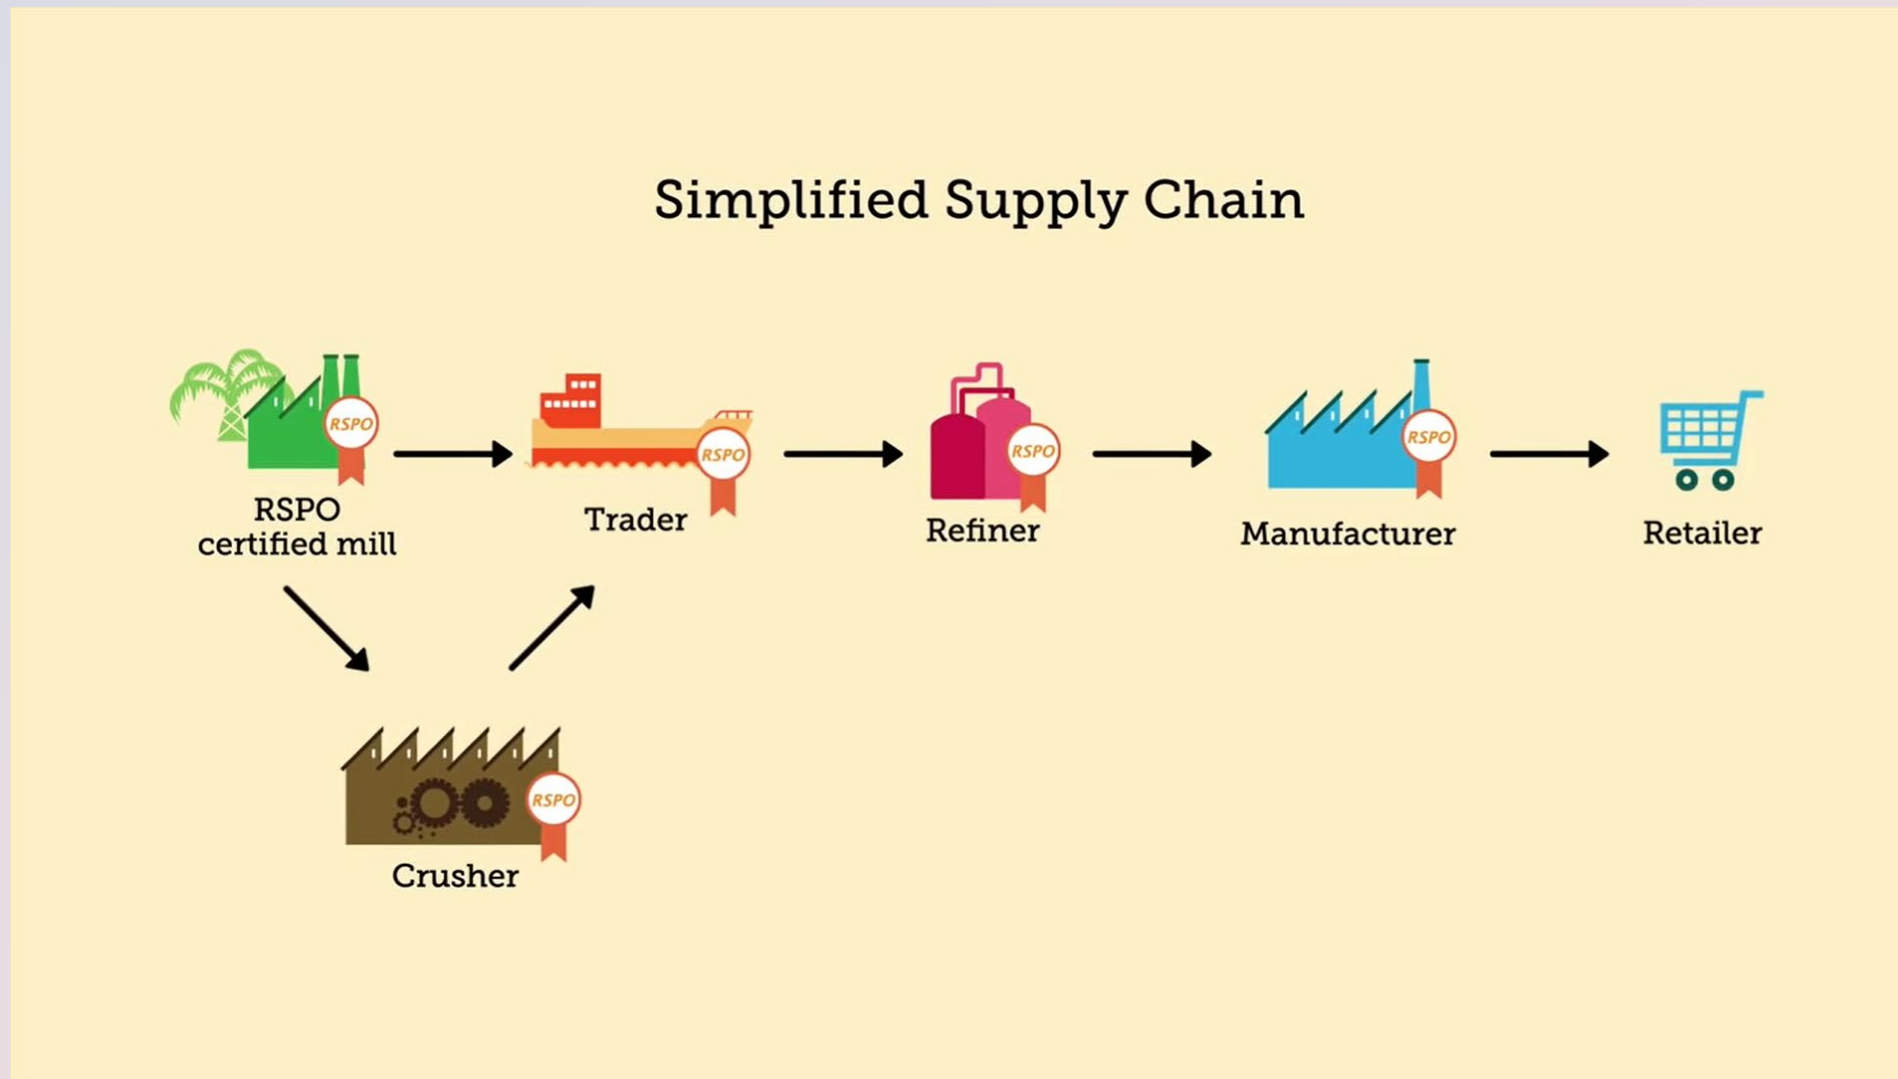 Simplified Supply Chain
RSPO
RSPO
RSPO
RSPO
RSPO
certified mill
Trader
Refiner
Manufacturer
Retailer
RSPO
Crusher